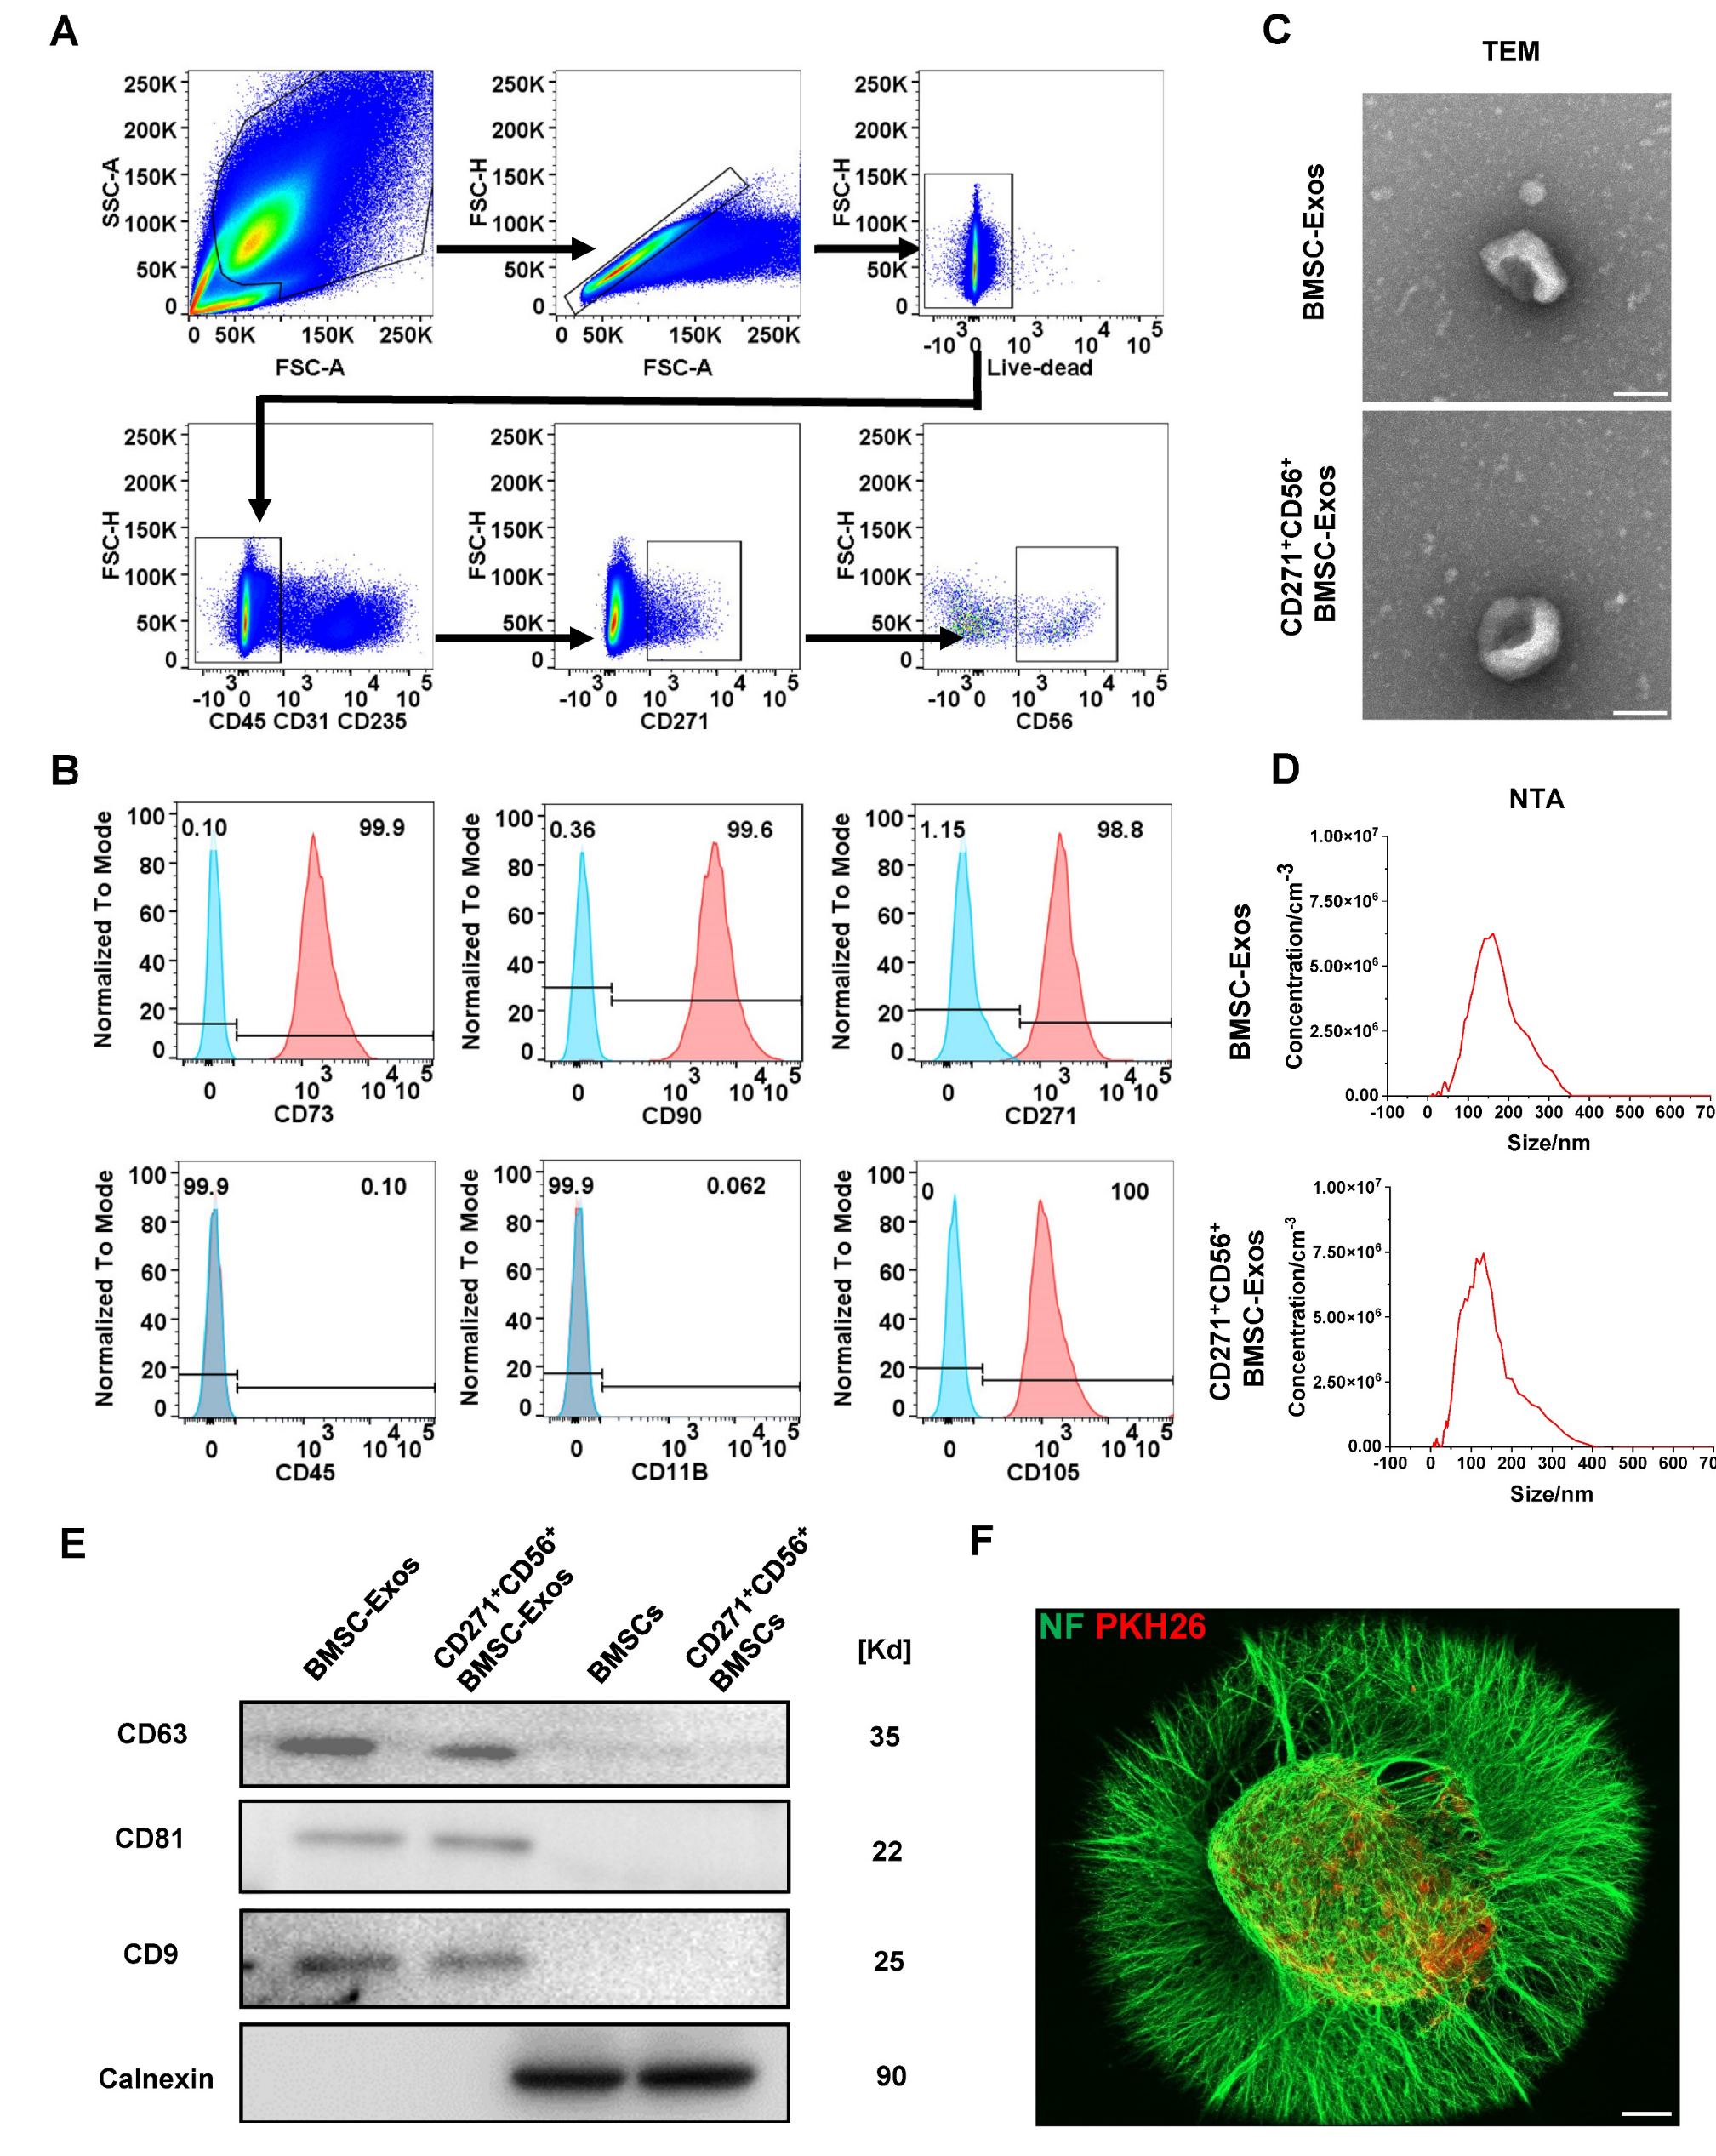 A
250K
200K
150K
100K
50K
0
SSC-A
0 50K 150K 250K
FSC-A
250K
200K
150K
100K
50K
0
FSC-H
0 50K 150K 250K
FSC-A
250K
200K
150K
100K
50K
0
FSC-H
-10³ 0 10³ 10⁴ 10⁵
Live-dead
250K
200K
150K
100K
50K
0
FSC-H
-10³ 0 10³ 10⁴ 10⁵
CD45 CD31 CD235
250K
200K
150K
100K
50K
0
FSC-H
-10³ 0 10³ 10⁴ 10⁵
CD271
250K
200K
150K
100K
50K
0
FSC-H
-10³ 0 10³ 10⁴ 10⁵
CD56
B
Normalized To Mode
100
80
60
40
20
0
0.10 99.9
0 10³ 10⁴ 10⁵
CD73
Normalized To Mode
100
80
60
40
20
0
0.36 99.6
0 10³ 10⁴ 10⁵
CD90
Normalized To Mode
100
80
60
40
20
0
1.15 98.8
0 10³ 10⁴ 10⁵
CD271
Normalized To Mode
100
80
60
40
20
0
99.9 0.10
0 10³ 10⁴ 10⁵
CD45
Normalized To Mode
100
80
60
40
20
0
99.9 0.062
0 10³ 10⁴ 10⁵
CD11B
Normalized To Mode
100
80
60
40
20
0
0 100
0 10³ 10⁴ 10⁵
CD105
C
TEM
BMSC-Exos
CD271⁺CD56⁺
BMSC-Exos
D
NTA
BMSC-Exos
Concentration/cm⁻³
1.00×10⁷
7.50×10⁶
5.00×10⁶
2.50×10⁶
0.00
-100 0 100 200 300 400 500 600 70
Size/nm
CD271⁺CD56⁺
BMSC-Exos
Concentration/cm⁻³
1.00×10⁷
7.50×10⁶
5.00×10⁶
2.50×10⁶
0.00
-100 0 100 200 300 400 500 600 70
Size/nm
E
BMSC-Exos
CD271⁺CD56⁺
BMSC-Exos
BMSCs
CD271⁺CD56⁺
BMSCs
[Kd]
CD63 35
CD81 22
CD9 25
Calnexin 90
F
NF PKH26